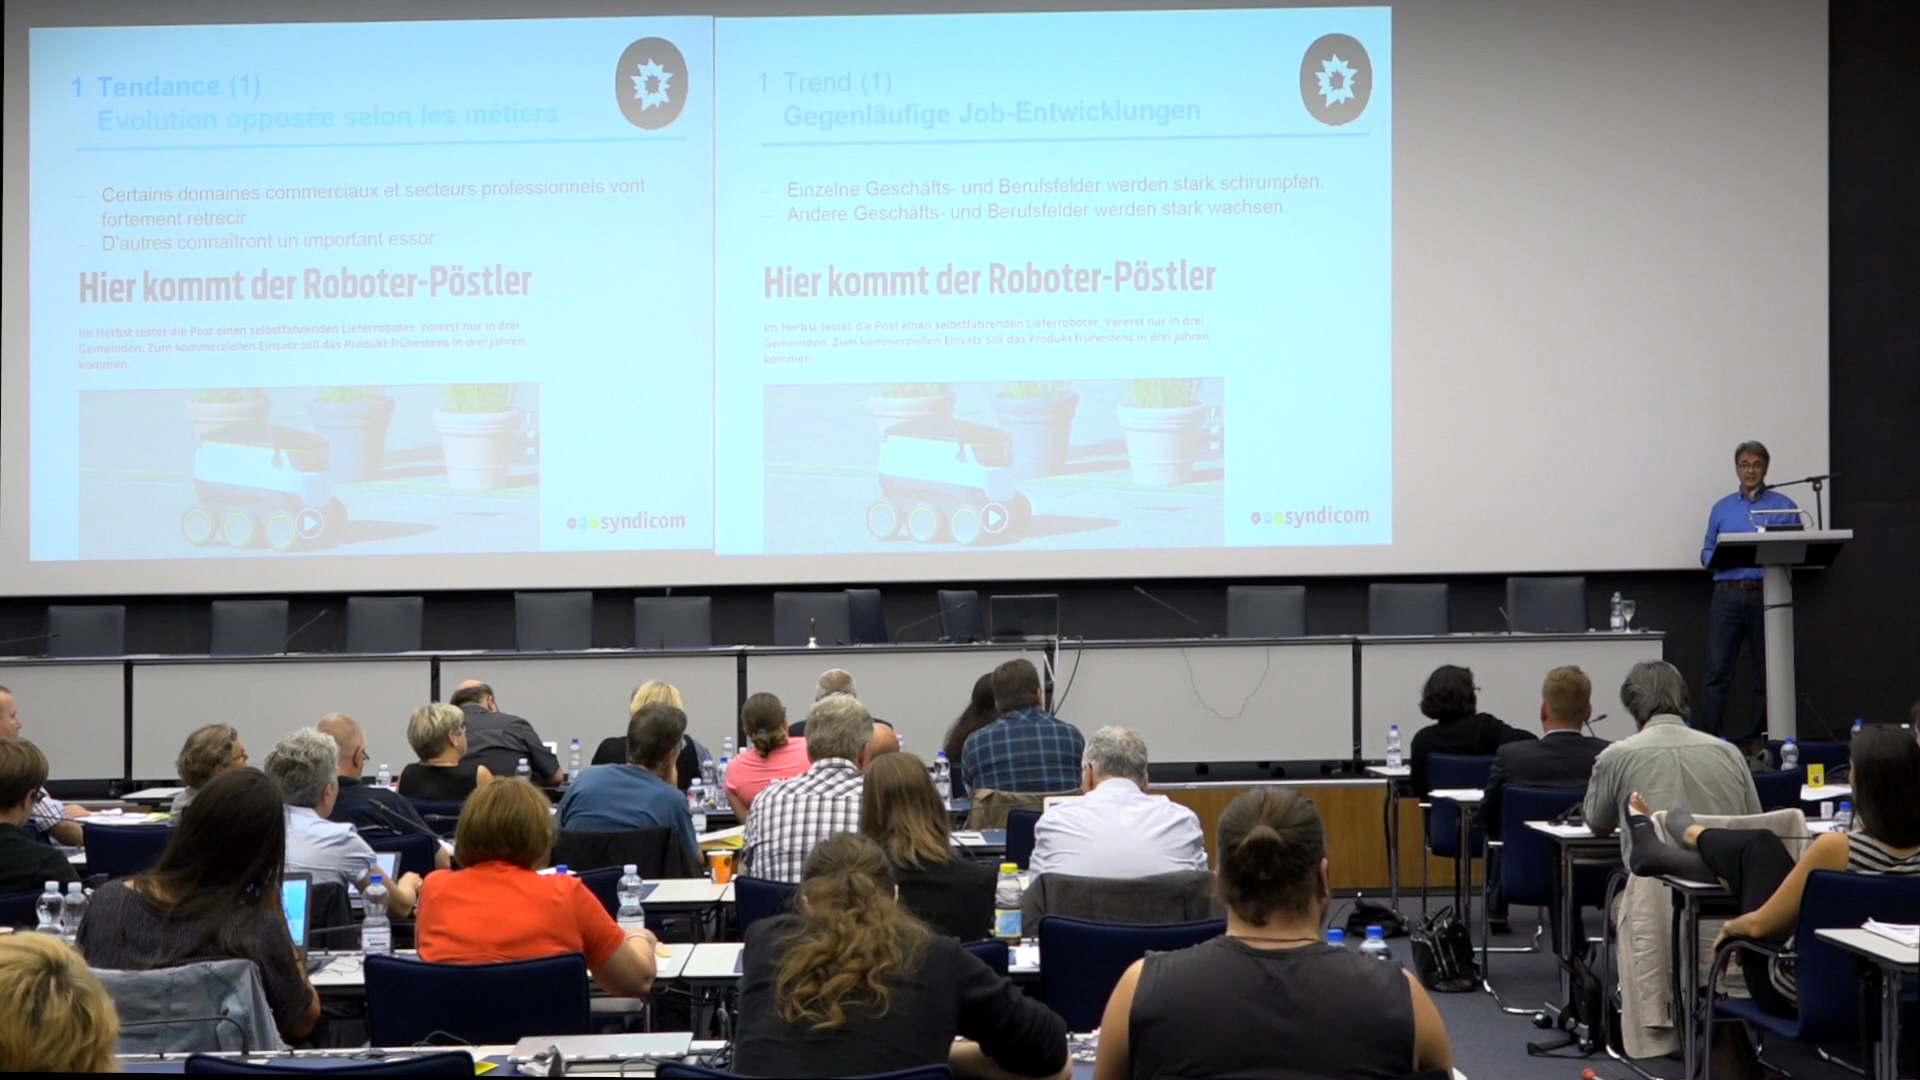 1 Tendance (1)
Evolution opposée selon les métiers
– Certains domaines commerciaux et secteurs professionnels vont
fortement rétrécir
– D'autres connaîtront un important essor
Hier kommt der Roboter-Pöstler
Im Herbst testet die Post einen selbstfahrenden Lieferroboter. Vorerst nur in drei
Gemeinden. Zum kommerziellen Einsatz soll das Produkt frühestens in drei Jahren
kommen.
syndicom
1 Trend (1)
Gegenläufige Job-Entwicklungen
– Einzelne Geschäfts- und Berufsfelder werden stark schrumpfen.
– Andere Geschäfts- und Berufsfelder werden stark wachsen.
Hier kommt der Roboter-Pöstler
Im Herbst testet die Post einen selbstfahrenden Lieferroboter. Vorerst nur in drei
Gemeinden. Zum kommerziellen Einsatz soll das Produkt frühestens in drei Jahren
kommen.
syndicom